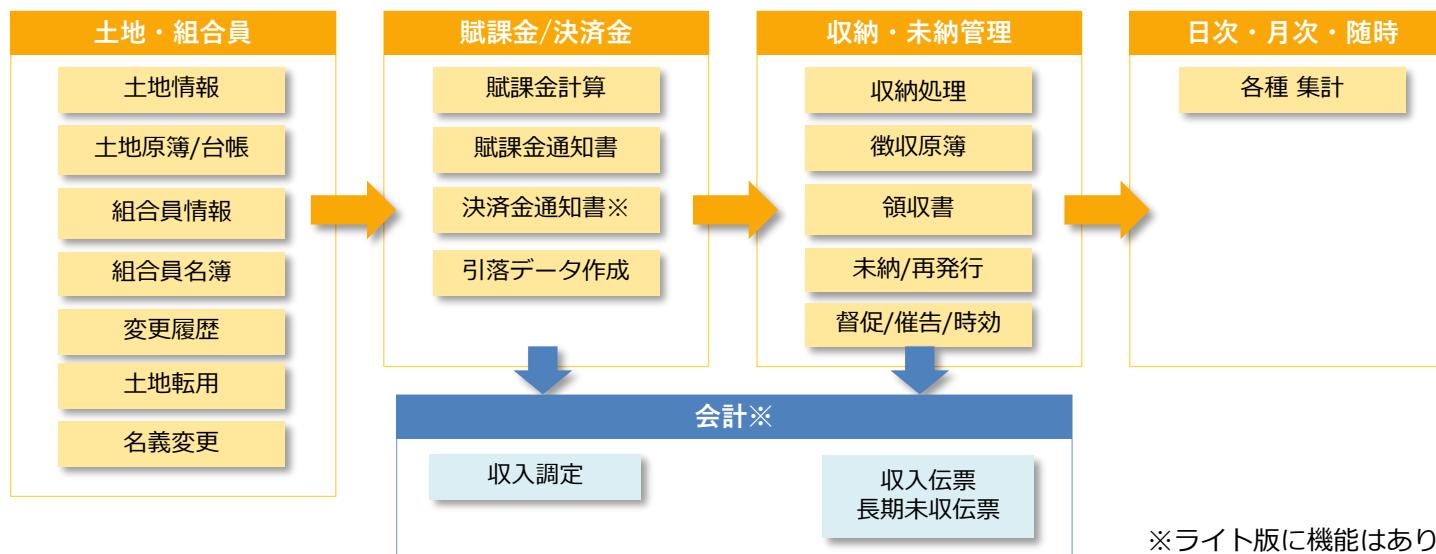 土地・組合員
土地情報
土地原簿/台帳
組合員情報
組合員名簿
変更履歴
土地転用
名義変更
賦課金/決済金
賦課金計算
賦課金通知書
決済金通知書※
引落データ作成
収納・未納管理
収納処理
徴収原簿
領収書
未納/再発行
督促/催告/時効
日次・月次・随時
各種 集計
会計※
収入調定
収入伝票
長期未収伝票
※ライト版に機能はあり